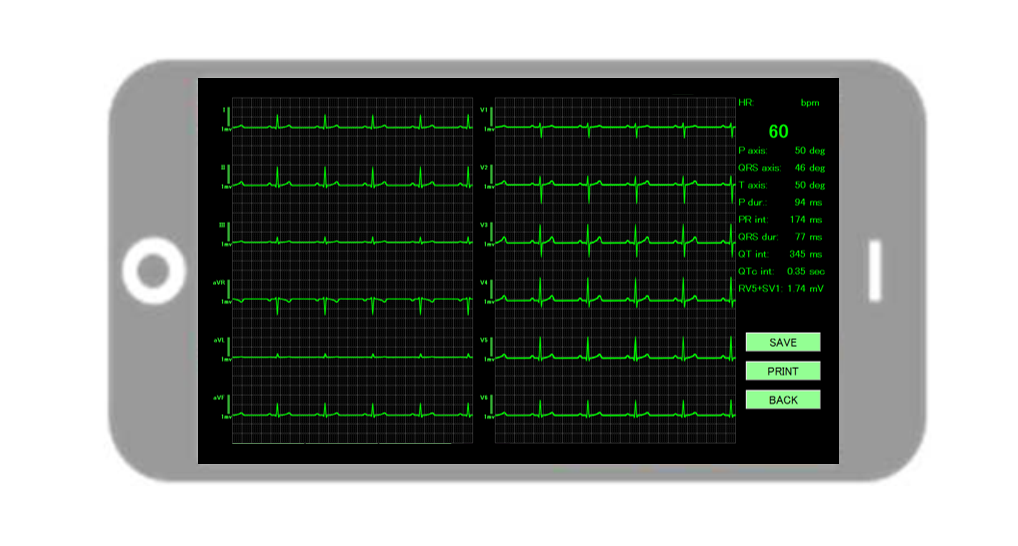 I
1mv
II
1mv
III
1mv
aVR
1mv
aVL
1mv
aVF
1mv
V1
1mv
V2
1mv
V3
1mv
V4
1mv
V5
1mv
V6
1mv
HR: bpm
60
P axis: 50 deg
QRS axis: 46 deg
T axis: 50 deg
P dur.: 94 ms
PR int: 174 ms
QRS dur: 77 ms
QT int: 345 ms
QTc int: 0.35 sec
RV5+SV1: 1.74 mV
SAVE
PRINT
BACK